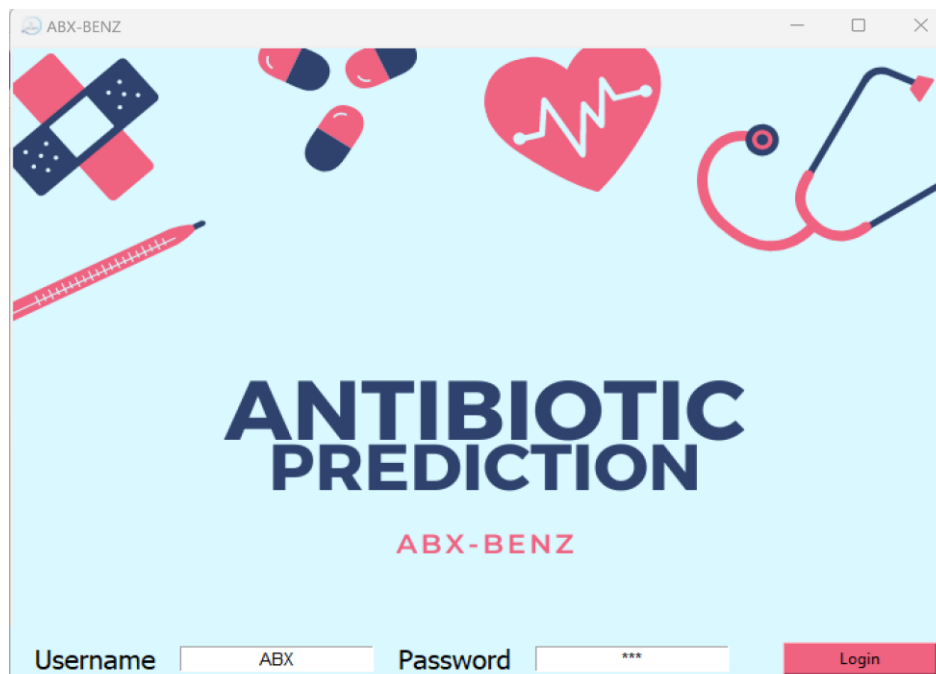 ABX-BENZ
ANTIBIOTIC
PREDICTION
ABX-BENZ
Username ABX Password *** Login